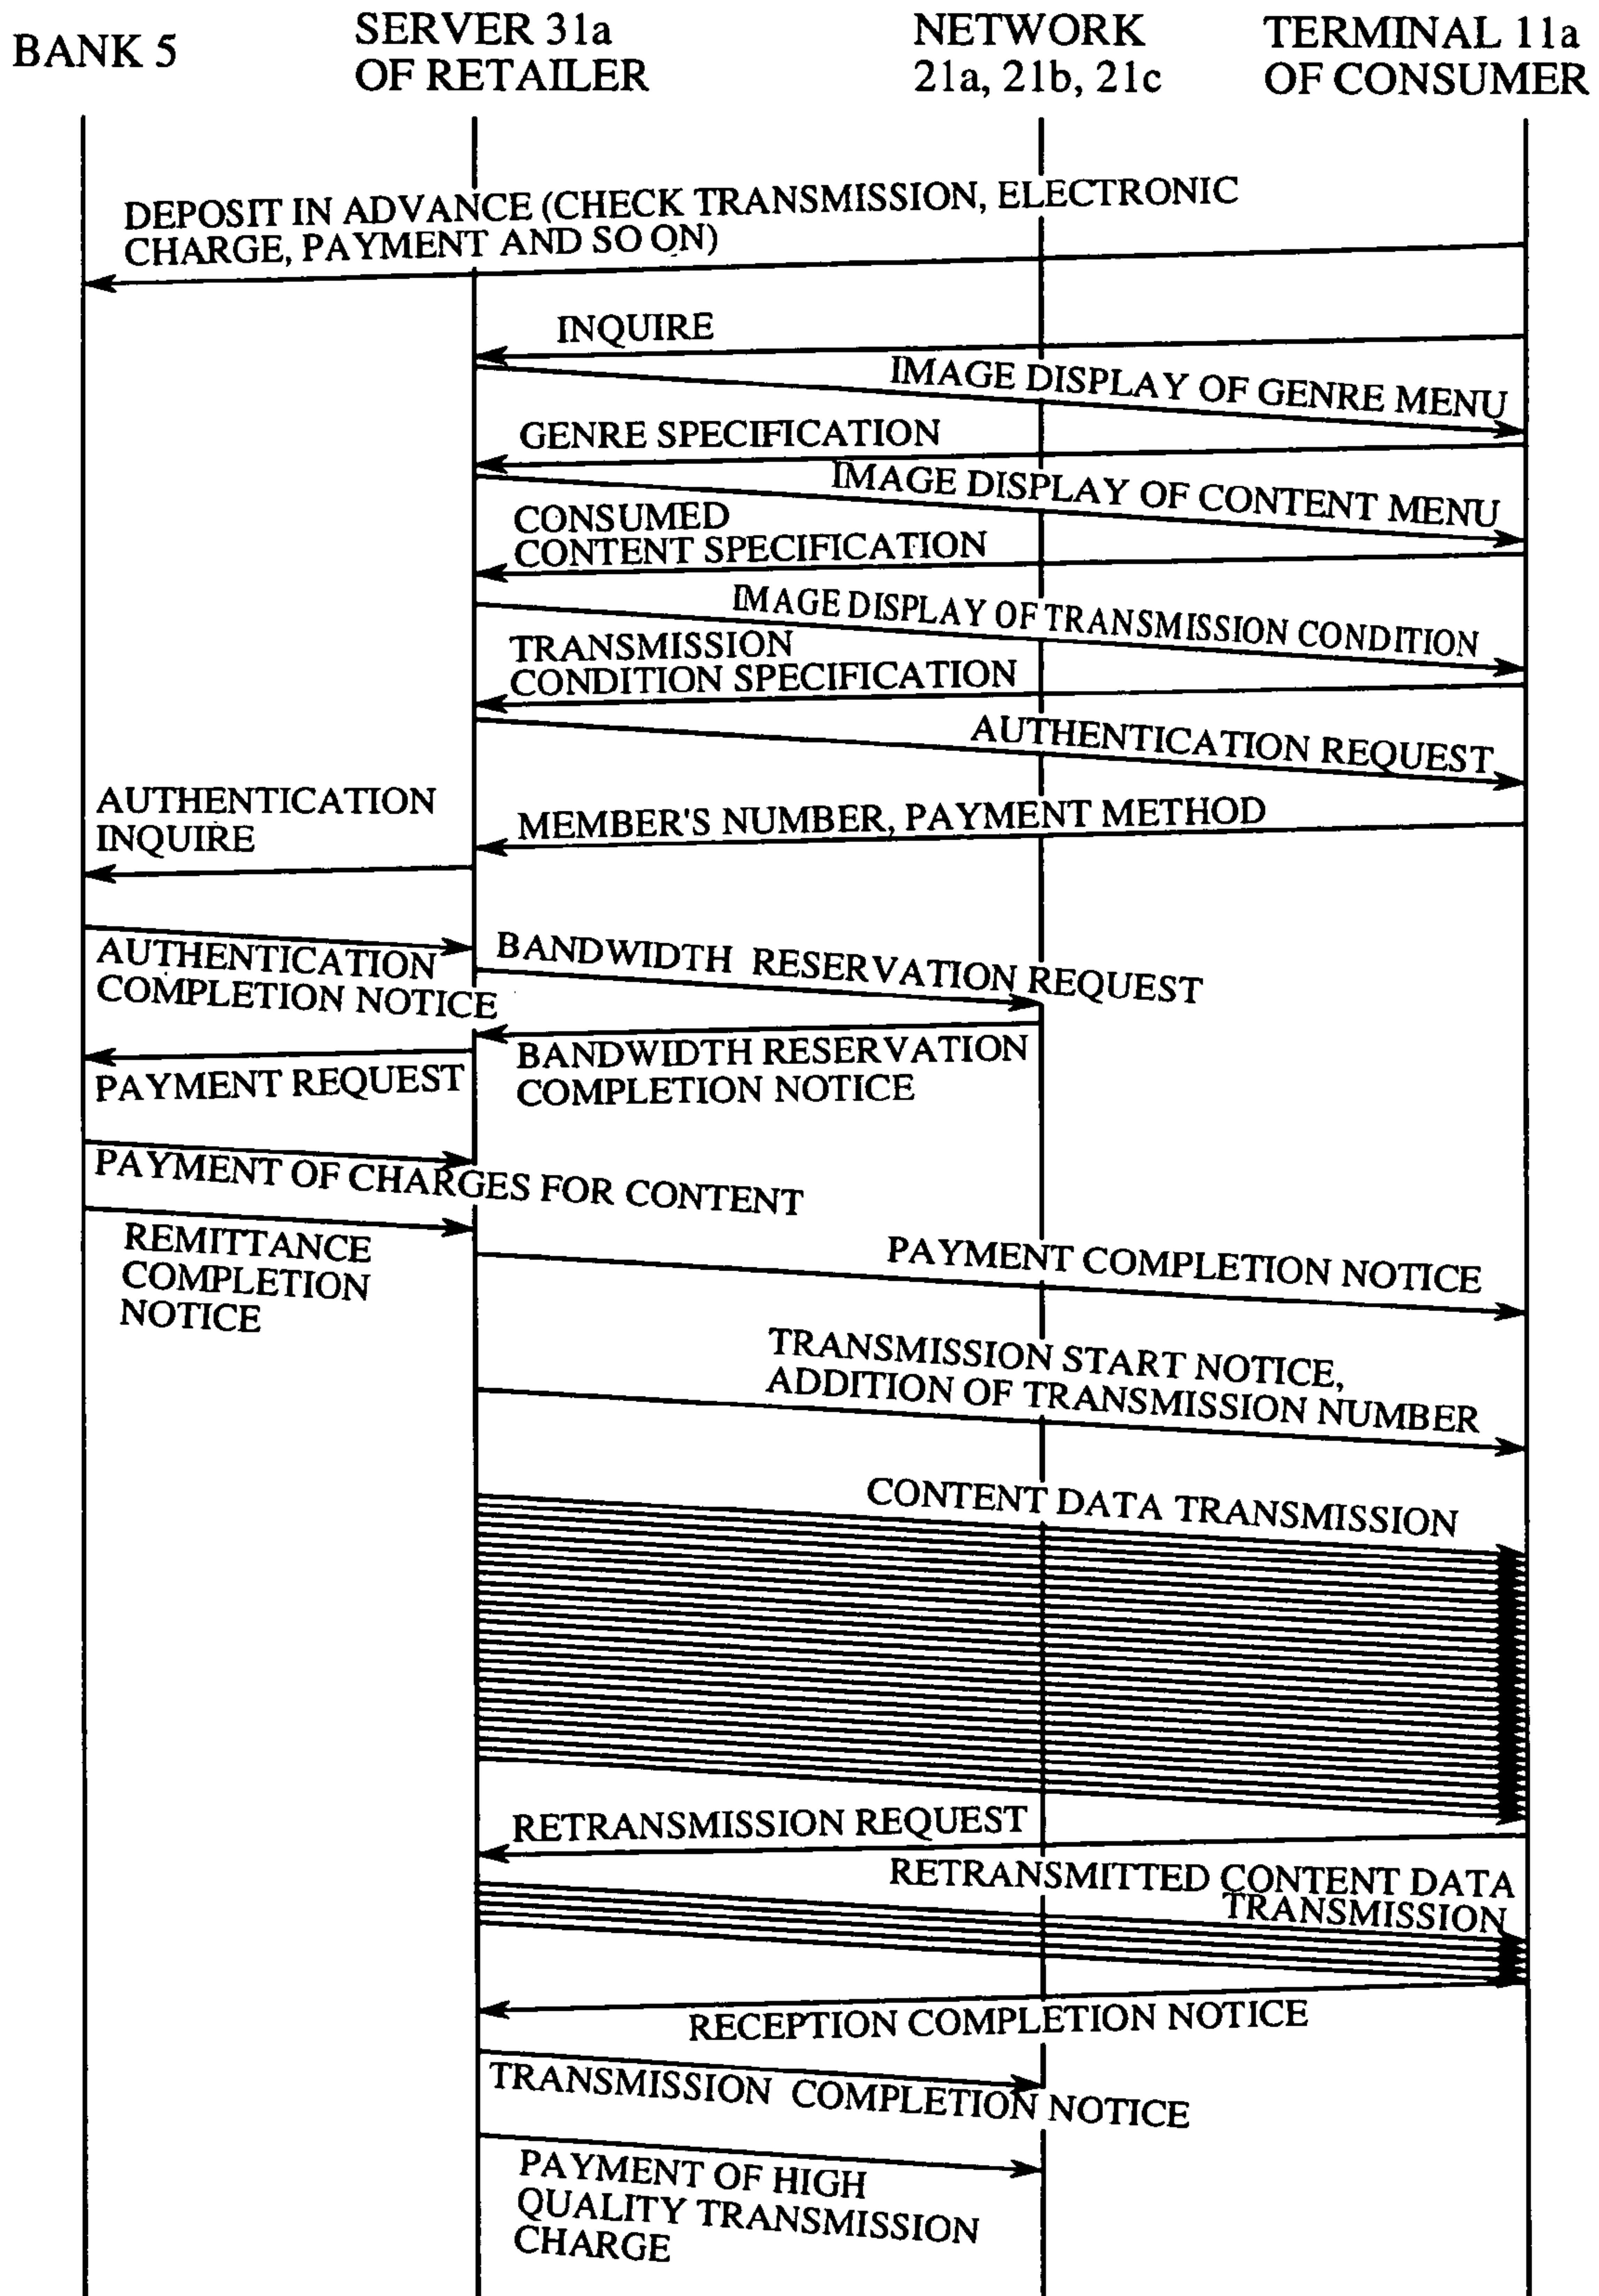 BANK 5
SERVER 31a
OF RETAILER
NETWORK
21a, 21b, 21c
TERMINAL 11a
OF CONSUMER
DEPOSIT IN ADVANCE (CHECK TRANSMISSION, ELECTRONIC
CHARGE, PAYMENT AND SO ON)
INQUIRE
IMAGE DISPLAY OF GENRE MENU
GENRE SPECIFICATION
IMAGE DISPLAY OF CONTENT MENU
CONSUMED
CONTENT SPECIFICATION
IMAGE DISPLAY OF TRANSMISSION CONDITION
TRANSMISSION
CONDITION SPECIFICATION
AUTHENTICATION REQUEST
AUTHENTICATION
INQUIRE
MEMBER'S NUMBER, PAYMENT METHOD
AUTHENTICATION
COMPLETION NOTICE
BANDWIDTH RESERVATION REQUEST
BANDWIDTH RESERVATION
COMPLETION NOTICE
PAYMENT REQUEST
PAYMENT OF CHARGES FOR CONTENT
REMITTANCE
COMPLETION
NOTICE
PAYMENT COMPLETION NOTICE
TRANSMISSION START NOTICE,
ADDITION OF TRANSMISSION NUMBER
CONTENT DATA TRANSMISSION
RETRANSMISSION REQUEST
RETRANSMITTED CONTENT DATA
TRANSMISSION
RECEPTION COMPLETION NOTICE
TRANSMISSION COMPLETION NOTICE
PAYMENT OF HIGH
QUALITY TRANSMISSION
CHARGE